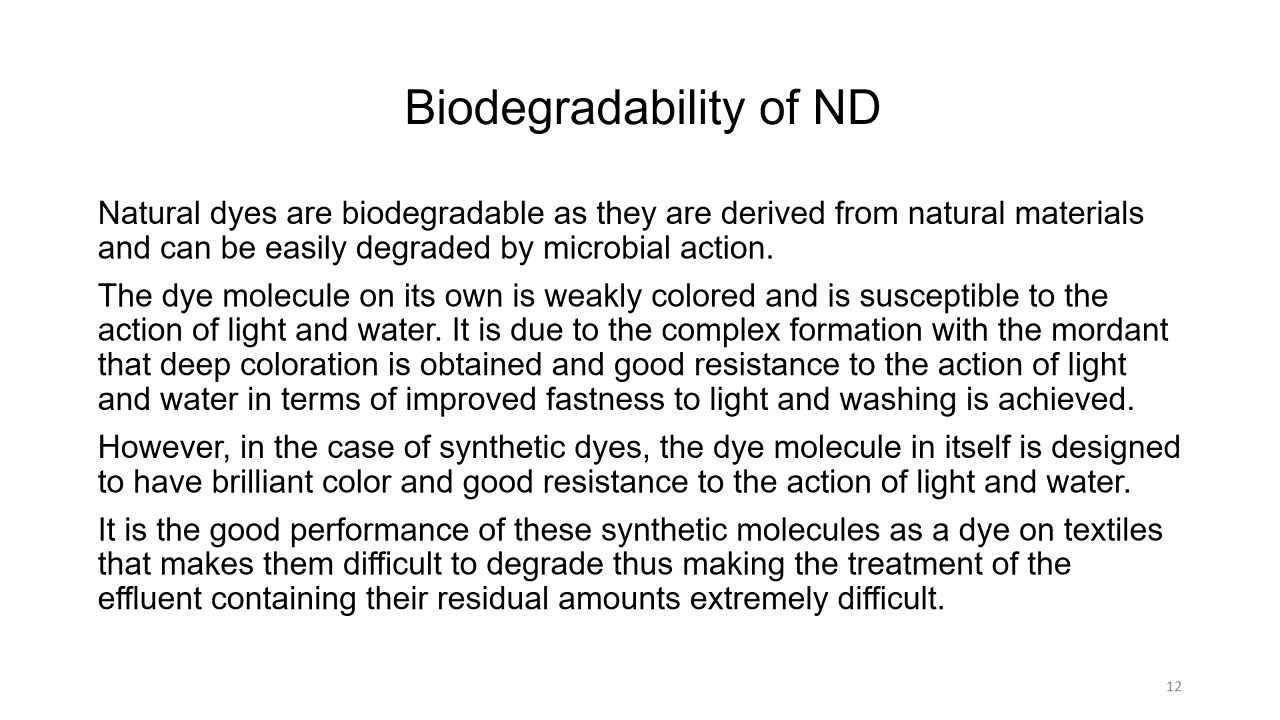 Biodegradability of ND
Natural dyes are biodegradable as they are derived from natural materials
and can be easily degraded by microbial action.
The dye molecule on its own is weakly colored and is susceptible to the
action of light and water. It is due to the complex formation with the mordant
that deep coloration is obtained and good resistance to the action of light
and water in terms of improved fastness to light and washing is achieved.
However, in the case of synthetic dyes, the dye molecule in itself is designed
to have brilliant color and good resistance to the action of light and water.
It is the good performance of these synthetic molecules as a dye on textiles
that makes them difficult to degrade thus making the treatment of the
effluent containing their residual amounts extremely difficult.
12